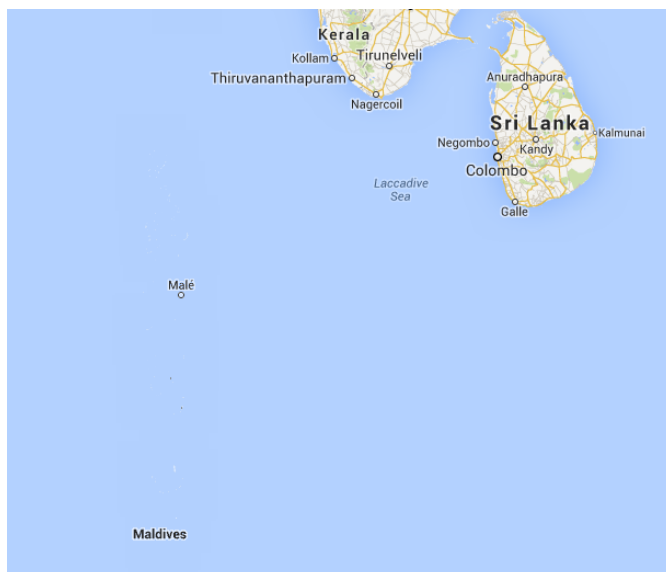 Kerala
Kollam
Tirunelveli
Thiruvananthapuram
Nagercoil
Anuradhapura
Sri Lanka
Negombo
Kandy
Kalmunai
Colombo
Laccadive
Sea
Galle
Malé
Maldives